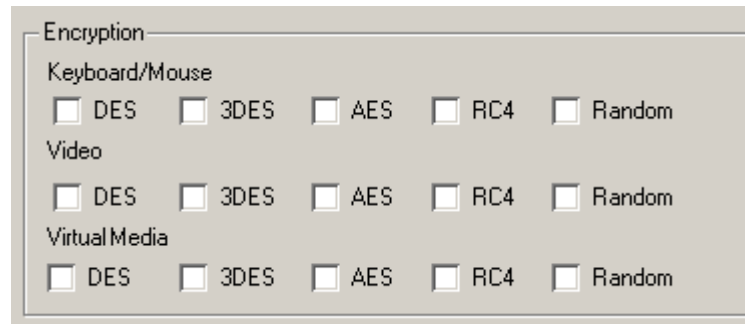 Encryption
Keyboard/Mouse
DES 3DES AES RC4 Random
Video
DES 3DES AES RC4 Random
Virtual Media
DES 3DES AES RC4 Random